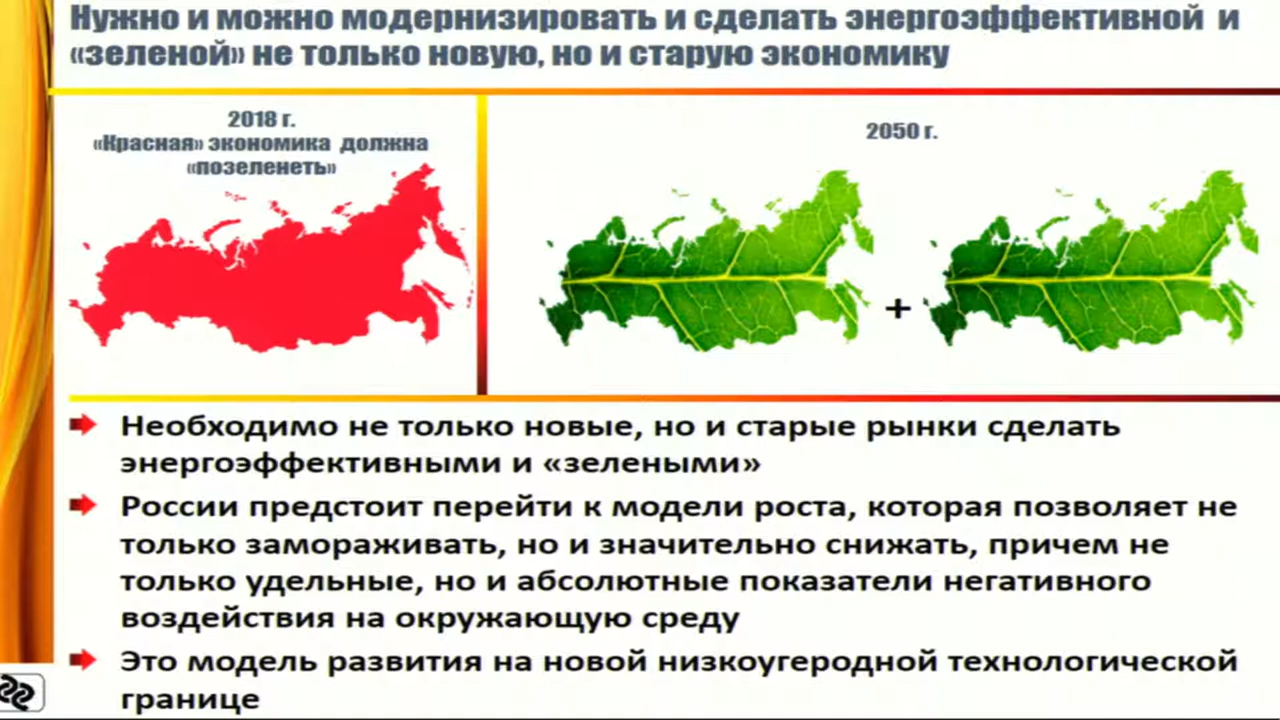 Нужно и можно модернизировать и сделать энергоэффективной и
«зеленой» не только новую, но и старую экономику
2018 г.
«Красная» экономика должна
«позеленеть»
2050 г.
+
Необходимо не только новые, но и старые рынки сделать
энергоэффективными и «зелеными»
России предстоит перейти к модели роста, которая позволяет не
только замораживать, но и значительно снижать, причем не
только удельные, но и абсолютные показатели негативного
воздействия на окружающую среду
Это модель развития на новой низкоугеродной технологической
границе